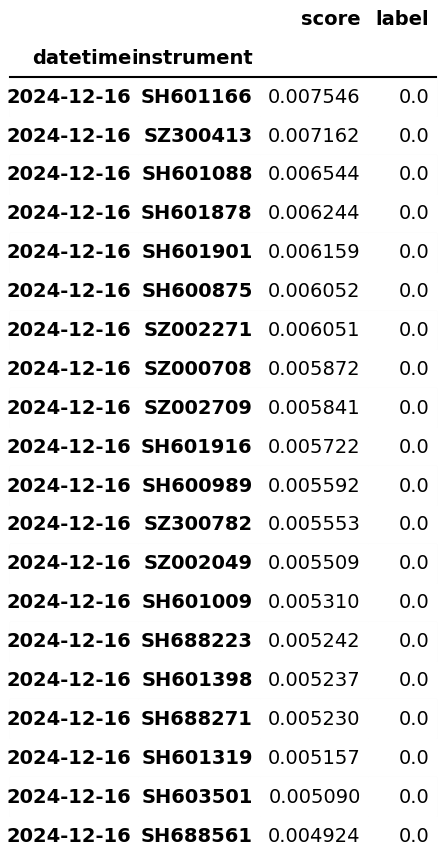 score label
datetime instrument
2024-12-16 SH601166 0.007546 0.0
2024-12-16 SZ300413 0.007162 0.0
2024-12-16 SH601088 0.006544 0.0
2024-12-16 SH601878 0.006244 0.0
2024-12-16 SH601901 0.006159 0.0
2024-12-16 SH600875 0.006052 0.0
2024-12-16 SZ002271 0.006051 0.0
2024-12-16 SZ000708 0.005872 0.0
2024-12-16 SZ002709 0.005841 0.0
2024-12-16 SH601916 0.005722 0.0
2024-12-16 SH600989 0.005592 0.0
2024-12-16 SZ300782 0.005553 0.0
2024-12-16 SZ002049 0.005509 0.0
2024-12-16 SH601009 0.005310 0.0
2024-12-16 SH688223 0.005242 0.0
2024-12-16 SH601398 0.005237 0.0
2024-12-16 SH688271 0.005230 0.0
2024-12-16 SH601319 0.005157 0.0
2024-12-16 SH603501 0.005090 0.0
2024-12-16 SH688561 0.004924 0.0